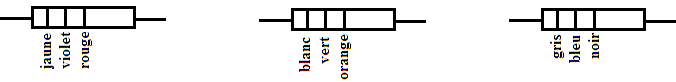 jaune
violet
rouge
blanc
vert
orange
gris
bleu
noir